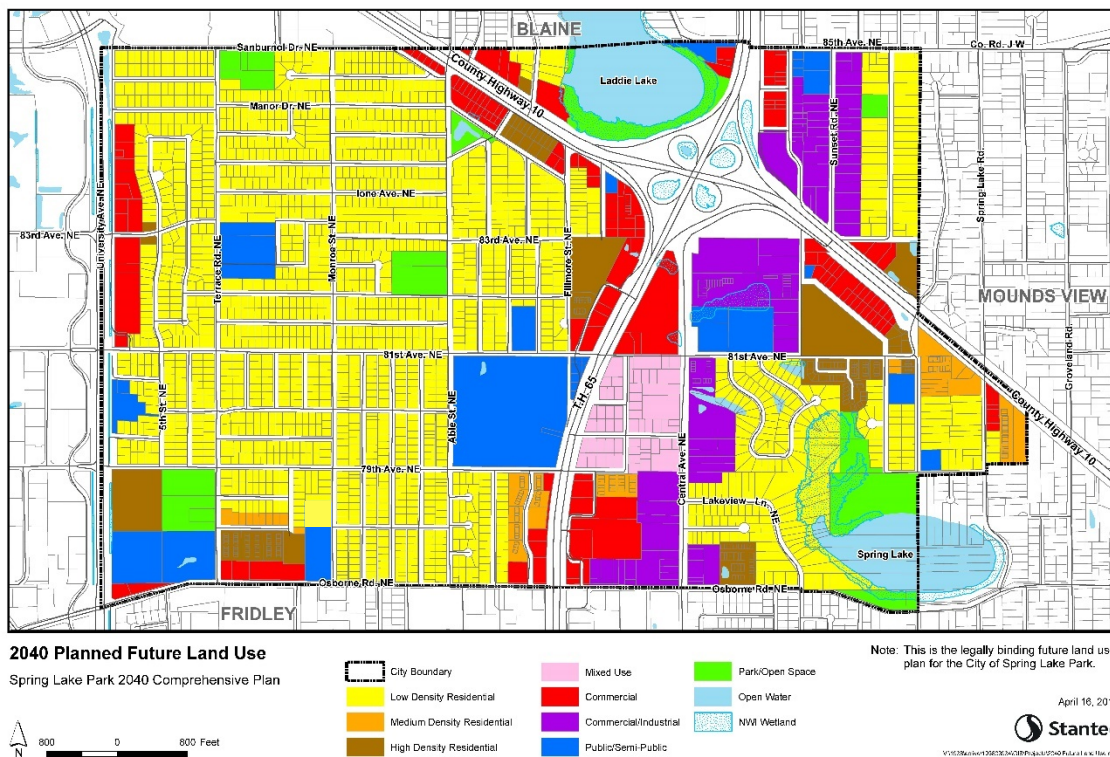 BLAINE
Sanburnol Dr. NE
85th Ave. NE
Co. Rd. J W
County Highway 10
Laddie Lake
Manor Dr. NE
Sunset Rd. NE
Spring Lake Rd.
Ione Ave. NE
University Ave NE
83rd Ave. NE
83rd Ave. NE
Terrace Rd. NE
Monroe St. NE
Fillmore St. NE
MOUNDS VIEW
Groveland Rd.
81st Ave. NE
81st Ave. NE
5th St. NE
Able St. NE
T.H. 65
County Highway 10
79th Ave. NE
Central Ave. NE
Lakeview Ln. NE
Spring Lake
Osborne Rd. NE
Osborne Rd. NE
FRIDLEY
2040 Planned Future Land Use
Spring Lake Park 2040 Comprehensive Plan
City Boundary
Low Density Residential
Medium Density Residential
High Density Residential
Mixed Use
Commercial
Commercial/Industrial
Public/Semi-Public
Park/Open Space
Open Water
NWI Wetland
Note: This is the legally binding future land us
plan for the City of Spring Lake Park.
April 16, 201
Stante
N
800 0 800 Feet